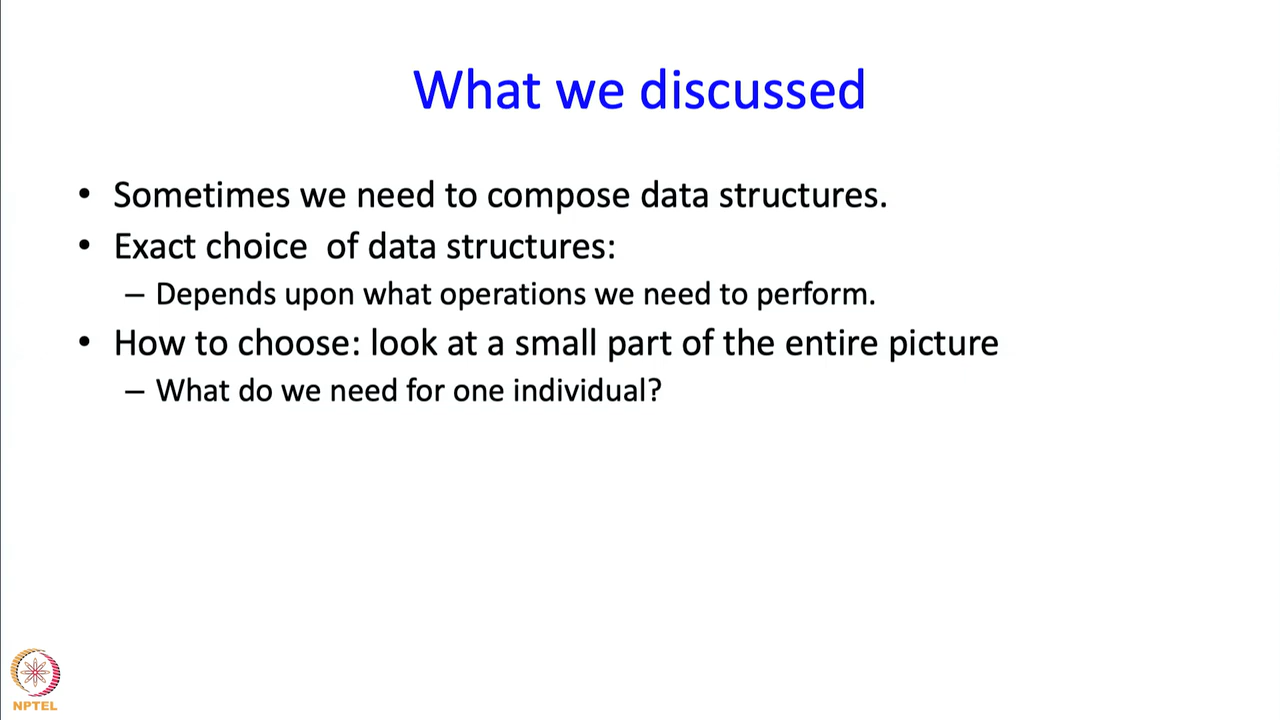 What we discussed
• Sometimes we need to compose data structures.
• Exact choice  of data structures:
– Depends upon what operations we need to perform.
• How to choose: look at a small part of the entire picture
– What do we need for one individual?
NPTEL